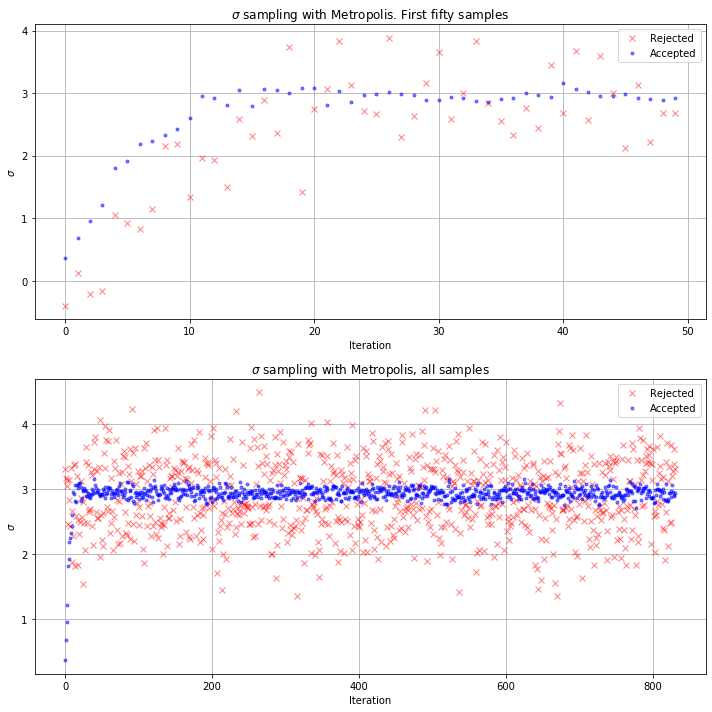 σ sampling with Metropolis. First fifty samples
4
3
2
1
0
σ
Rejected
Accepted
0
10
20
30
40
50
Iteration
σ sampling with Metropolis, all samples
4
3
2
1
σ
Rejected
Accepted
0
200
400
600
800
Iteration